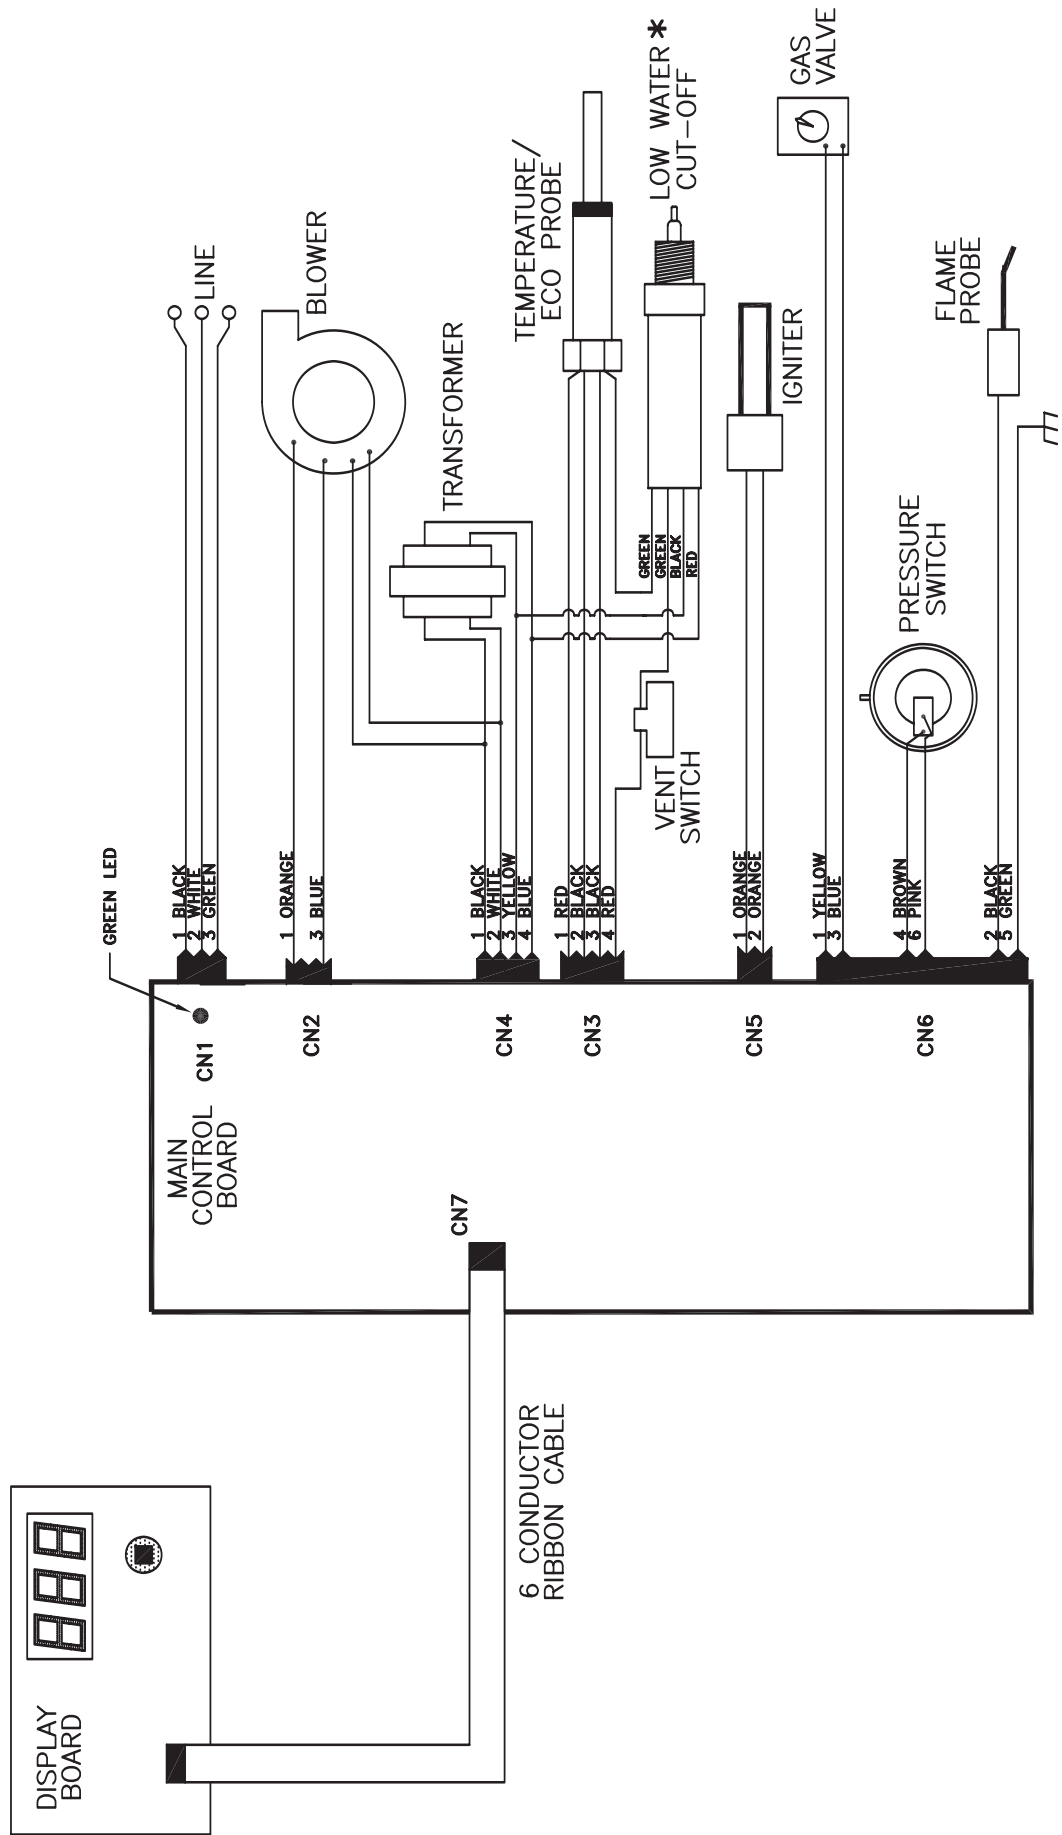 DISPLAY
BOARD
6 CONDUCTOR
RIBBON CABLE
MAIN
CONTROL
BOARD
CN7
GREEN LED
CN1
1 BLACK
2 WHITE
3 GREEN
LINE
CN2
1 ORANGE
3 BLUE
BLOWER
CN4
1 BLACK
2 WHITE
3 YELLOW
4 BLUE
TRANSFORMER
CN3
1 RED
2 BLACK
3 BLACK
4 RED
TEMPERATURE/
ECO PROBE
VENT
SWITCH
GREEN
GREEN
BLACK
RED
LOW WATER *
CUT-OFF
CN5
1 ORANGE
2 ORANGE
IGNITER
CN6
1 YELLOW
3 BLUE
GAS
VALVE
4 BROWN
6 PINK
PRESSURE
SWITCH
2 BLACK
5 GREEN
FLAME
PROBE